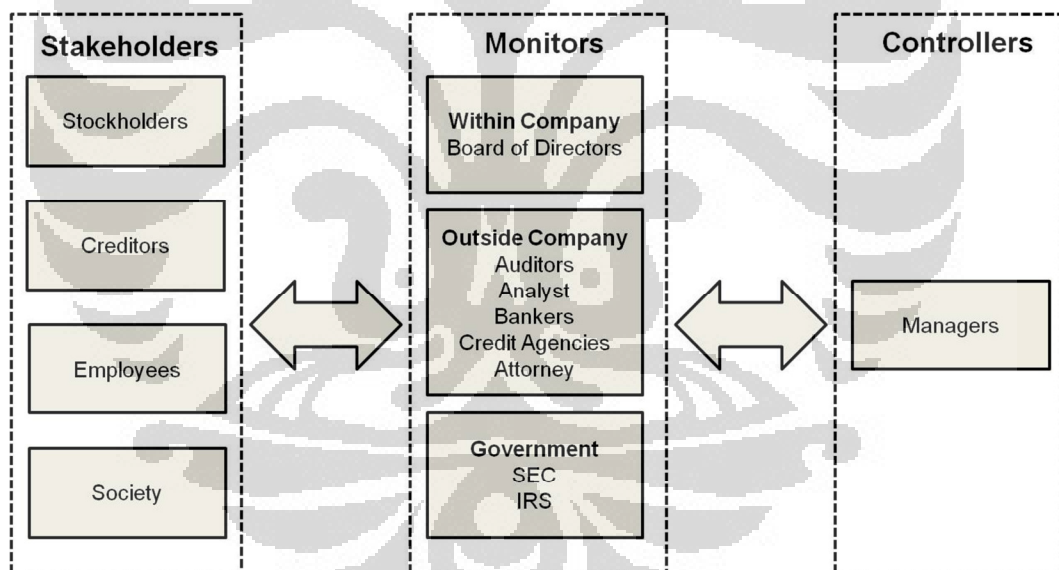 Stakeholders
Stockholders
Creditors
Employees
Society
Monitors
Within Company
Board of Directors
Outside Company
Auditors
Analyst
Bankers
Credit Agencies
Attorney
Government
SEC
IRS
Controllers
Managers